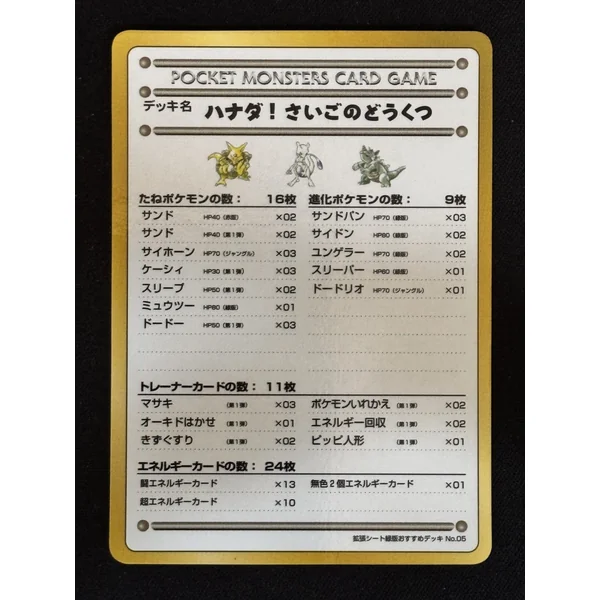 POCKET MONSTERS CARD GAME
デッキ名 ハナダ！さいごのどうくつ
たねポケモンの数： 16枚
サンド HP40（赤版） ×02
サンド HP40（第1弾） ×02
サイホーン HP70（ジャングル） ×03
ケーシィ HP30（第1弾） ×03
スリープ HP50（第1弾） ×02
ミュウツー HP60（緑版） ×01
ドードー HP50（第1弾） ×03
進化ポケモンの数： 9枚
サンドパン HP70（緑版） ×03
サイドン HP80（緑版） ×02
ユンゲラー HP70（緑版） ×02
スリーパー HP60（緑版） ×01
ドードリオ HP70（ジャングル） ×01
トレーナーカードの数： 11枚
マサキ （第1弾） ×03
オーキドはかせ （第1弾） ×01
きずぐすり （第1弾） ×02
ポケモンいれかえ （第1弾） ×02
エネルギー回収 （第1弾） ×02
ピッピ人形 （第1弾） ×01
エネルギーカードの数： 24枚
闘エネルギーカード ×13
超エネルギーカード ×10
無色2個エネルギーカード ×01
拡張シート緑版おすすめデッキ No.05